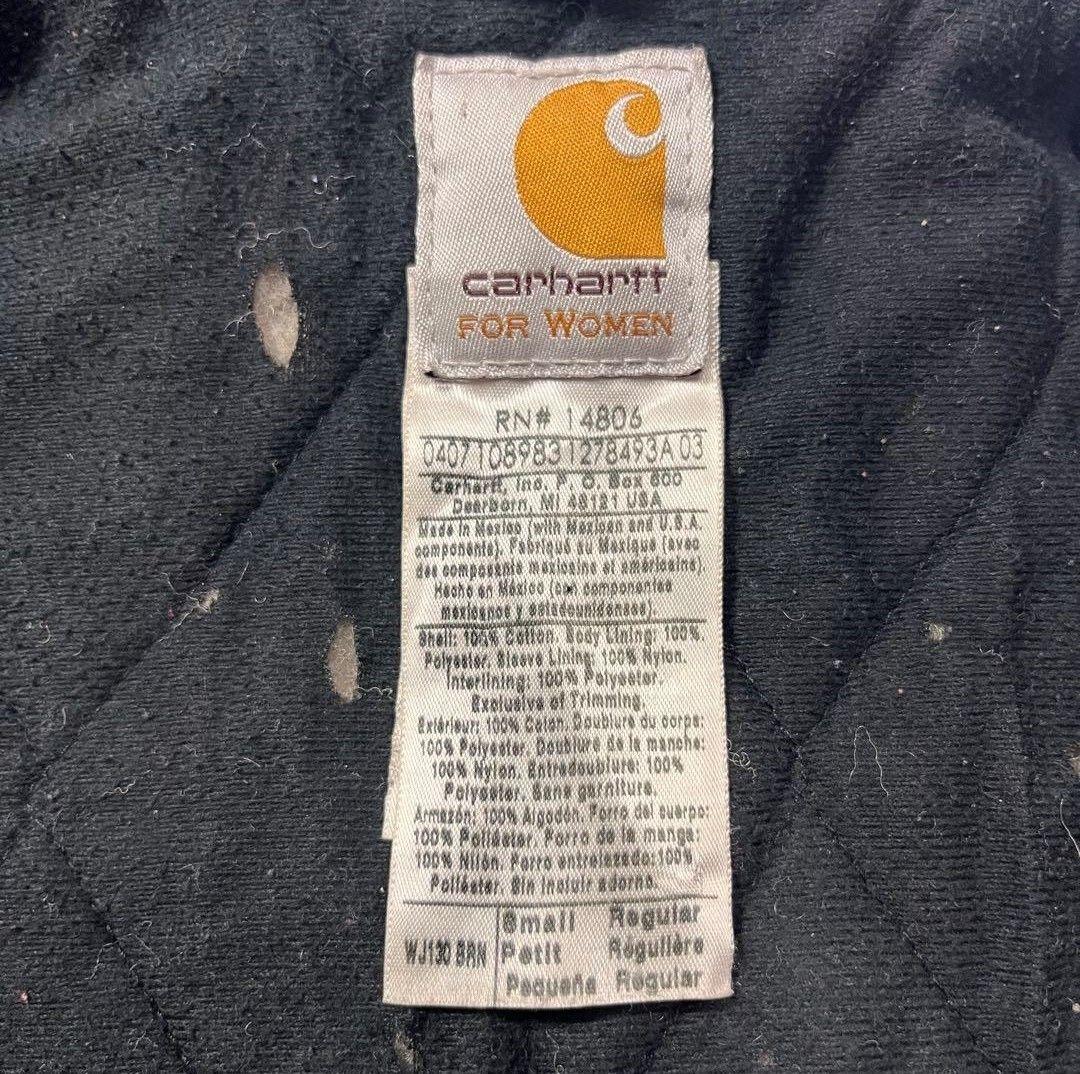 carhartt
FOR WOMEN
RN# 14806
04071089831278493A 03
Carhartt, Inc. P. O. Box 600
Dearborn, MI 48121 USA
Made in Mexico (with Mexican and U.S.A.
components). Fabriqué au Mexique (avec
des composants mexicains et américains).
Hecho en México (con componentes
mexicanos y estadounidenses).
Shell: 100% Cotton. Body Lining: 100%
Polyester. Sleeve Lining: 100% Nylon.
Interlining: 100% Polyester.
Exclusive of Trimming.
Extérieur: 100% Coton. Doublure du corps:
100% Polyester. Doublure de la manche:
100% Nylon. Entredoublure: 100%
Polyester. Sans garniture.
Armazón: 100% Algodón. Forro del cuerpo:
100% Poliéster. Forro de la manga:
100% Nilón. Forro entrelazado: 100%
Poliéster. Sin incluir adorno.
WJ130 BRN
Small Regular
Petit Régulière
Pequeña Regular